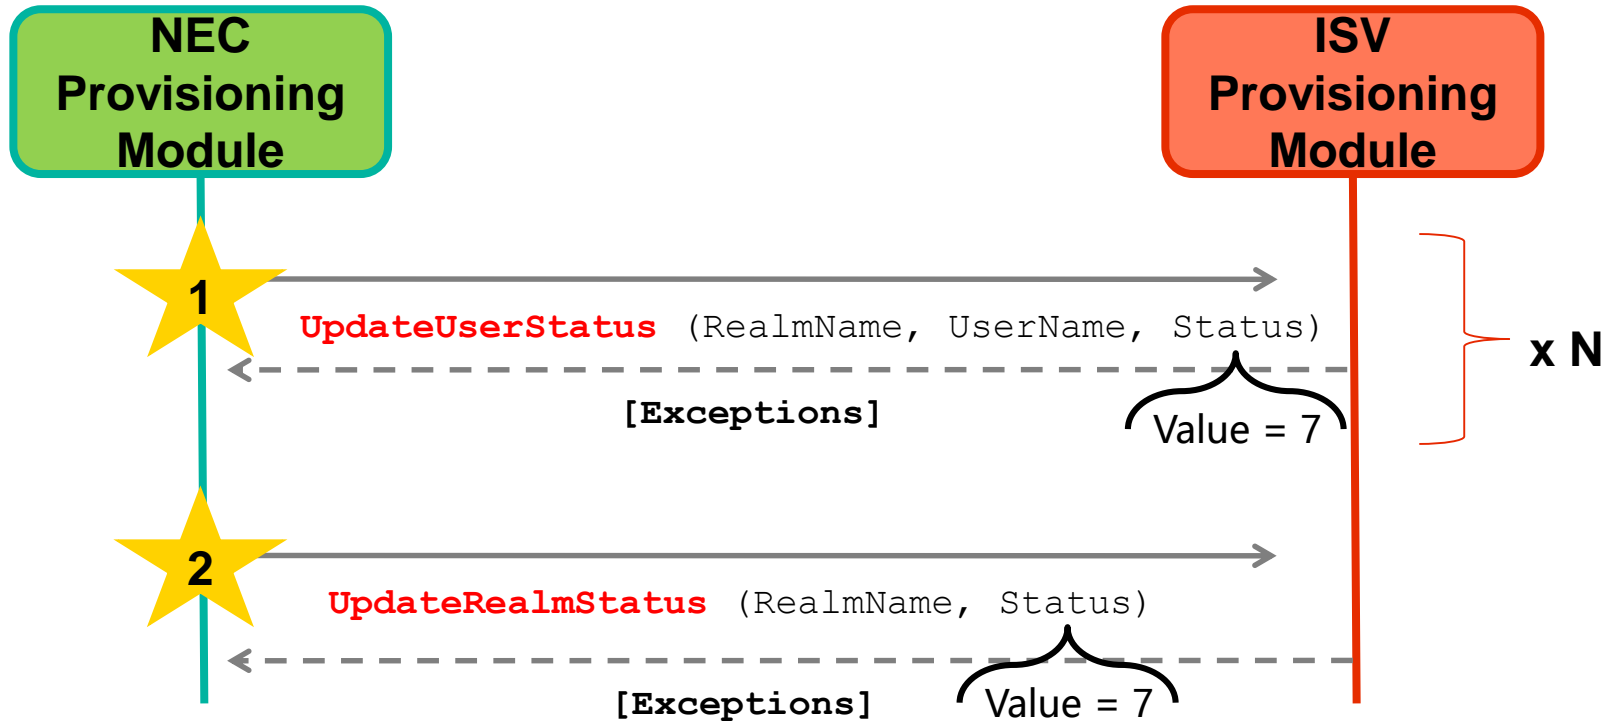 NEC
Provisioning
Module
ISV
Provisioning
Module
1
UpdateUserStatus (RealmName, UserName, Status)
x N
[Exceptions]
Value = 7
2
UpdateRealmStatus (RealmName, Status)
[Exceptions]
Value = 7